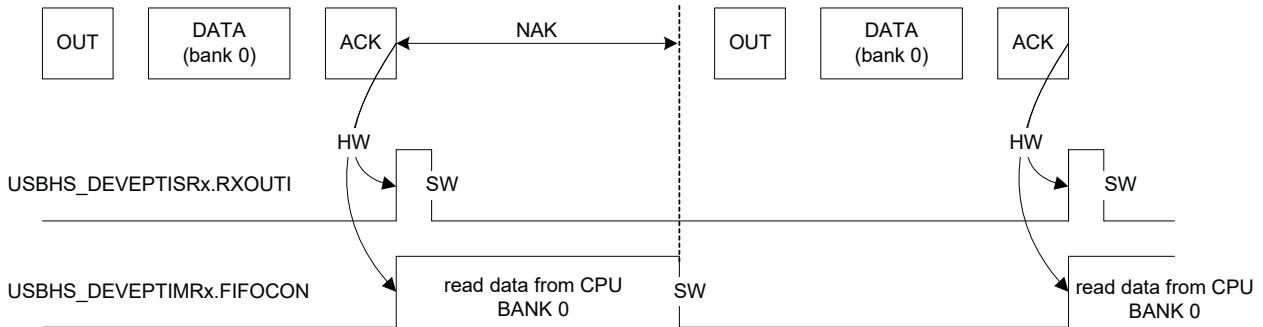 OUT
DATA
(bank 0)
ACK
NAK
OUT
DATA
(bank 0)
ACK
HW
HW
USBHS_DEVEPTISRx.RXOUTI
SW
SW
USBHS_DEVEPTIMRx.FIFOCON
read data from CPU
BANK 0
SW
read data from CPU
BANK 0